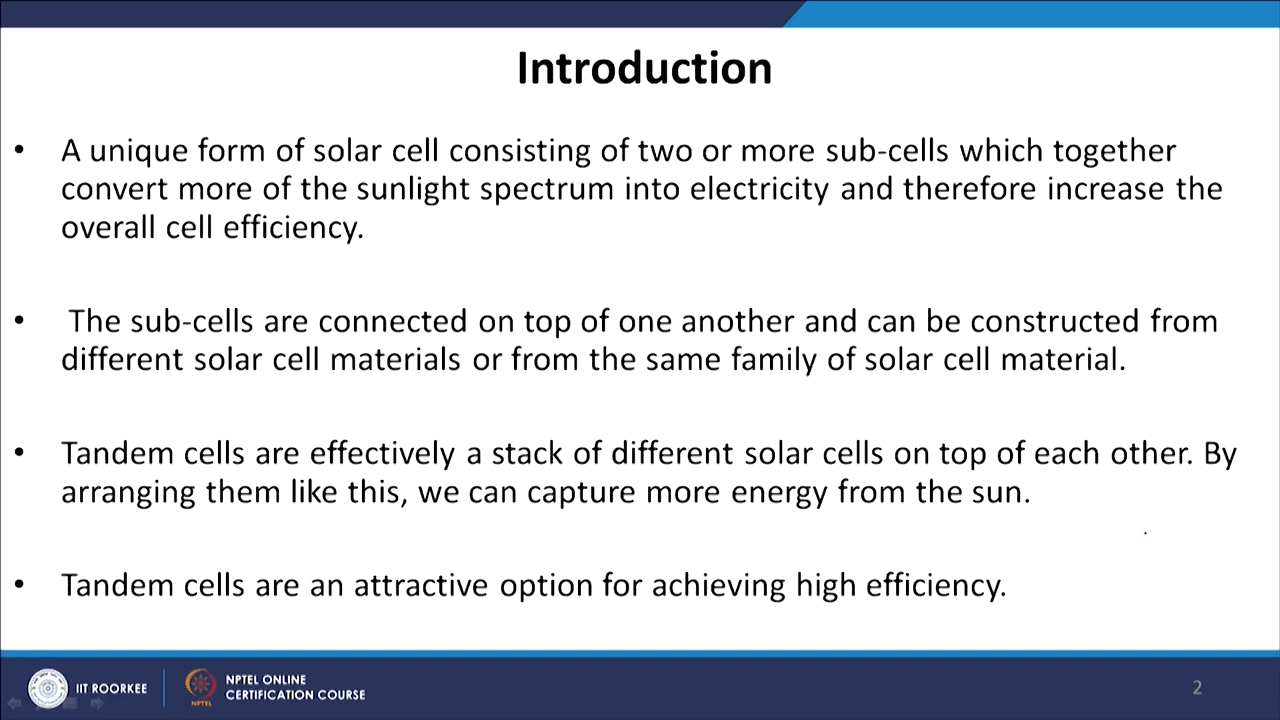 Introduction
• A unique form of solar cell consisting of two or more sub-cells which together
convert more of the sunlight spectrum into electricity and therefore increase the
overall cell efficiency.
• The sub-cells are connected on top of one another and can be constructed from
different solar cell materials or from the same family of solar cell material.
• Tandem cells are effectively a stack of different solar cells on top of each other. By
arranging them like this, we can capture more energy from the sun.
• Tandem cells are an attractive option for achieving high efficiency.
IIT ROORKEE
NPTEL
NPTEL ONLINE
CERTIFICATION COURSE
2